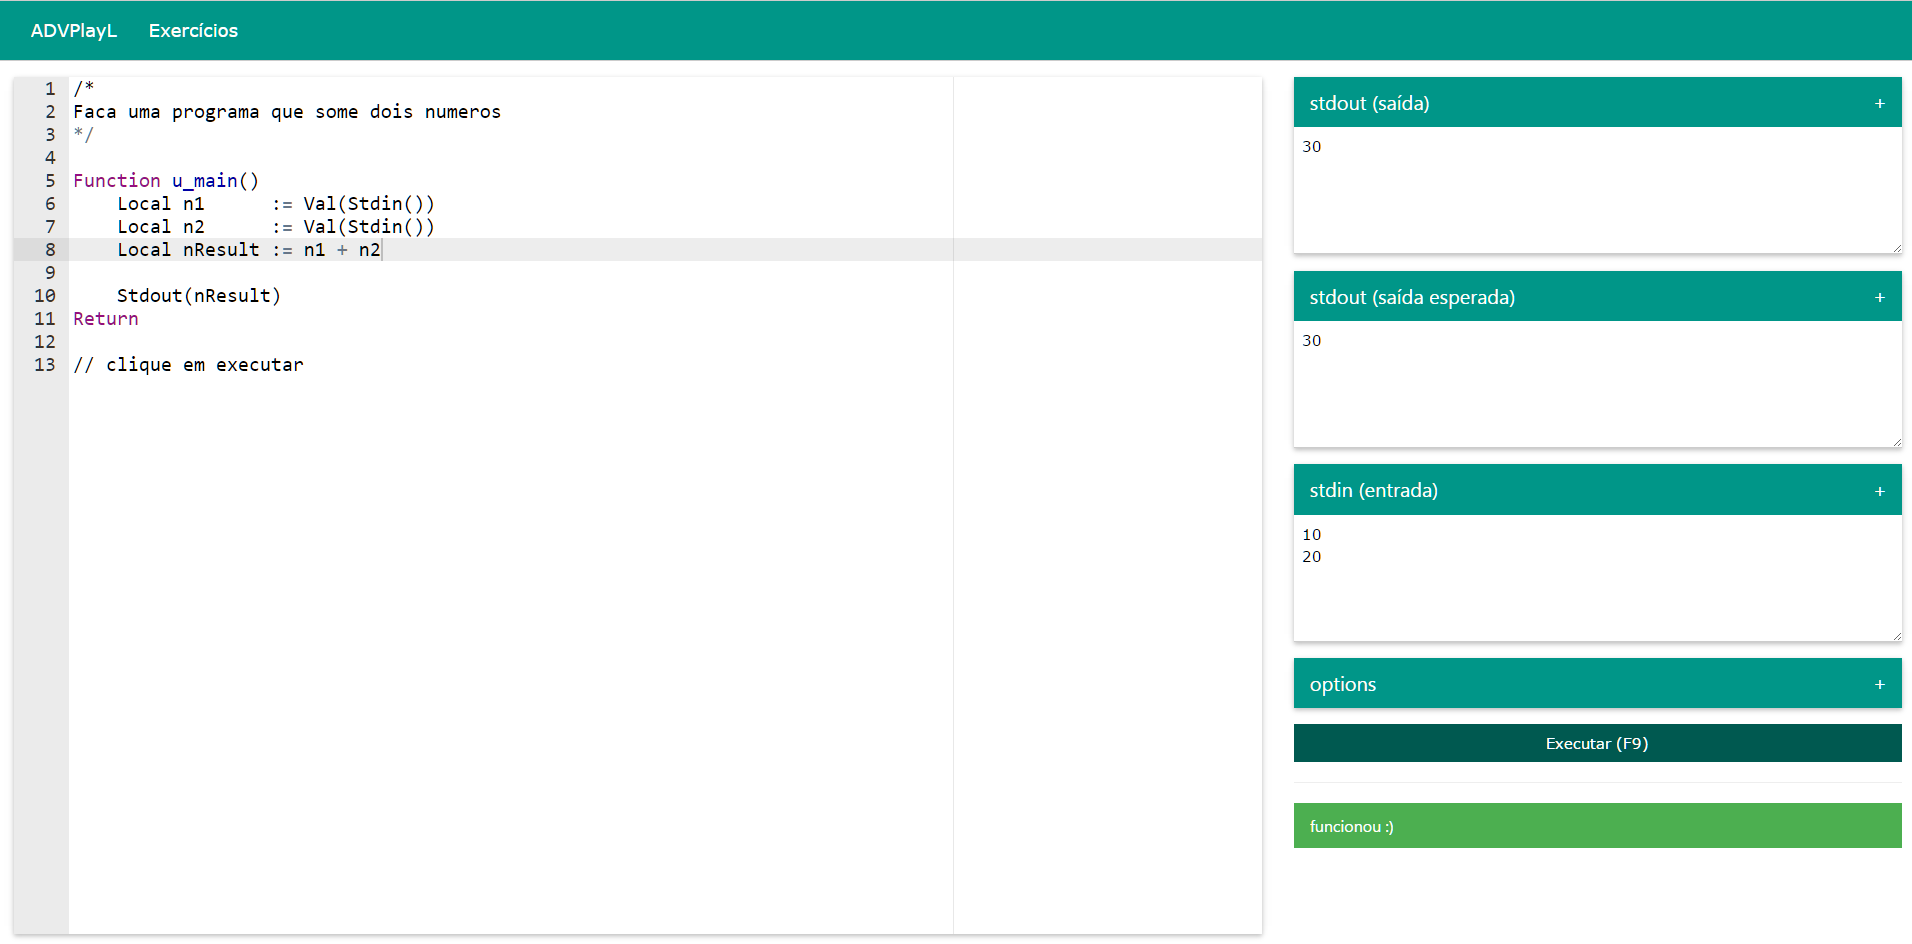 ADVPlayL Exercícios
1 /*
2 Faca uma programa que some dois numeros
3 */
4
5 Function u_main()
6     Local n1      := Val(Stdin())
7     Local n2      := Val(Stdin())
8     Local nResult := n1 + n2
9
10     Stdout(nResult)
11 Return
12
13 // clique em executar
stdout (saída) +
30
stdout (saída esperada) +
30
stdin (entrada) +
10
20
options +
Executar (F9)
funcionou :)